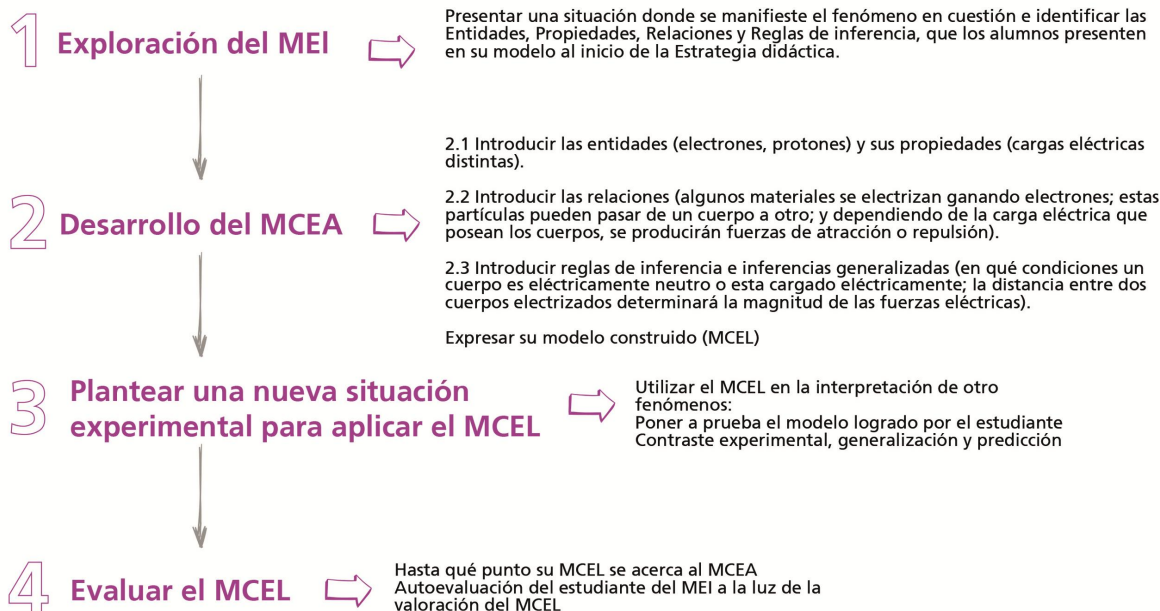 1 Exploración del MEI
Presentar una situación donde se manifieste el fenómeno en cuestión e identificar las
Entidades, Propiedades, Relaciones y Reglas de inferencia, que los alumnos presenten
en su modelo al inicio de la Estrategia didáctica.
2 Desarrollo del MCEA
2.1 Introducir las entidades (electrones, protones) y sus propiedades (cargas eléctricas
distintas).
2.2 Introducir las relaciones (algunos materiales se electrizan ganando electrones; estas
partículas pueden pasar de un cuerpo a otro; y dependiendo de la carga eléctrica que
posean los cuerpos, se producirán fuerzas de atracción o repulsión).
2.3 Introducir reglas de inferencia e inferencias generalizadas (en qué condiciones un
cuerpo es eléctricamente neutro o esta cargado eléctricamente; la distancia entre dos
cuerpos electrizados determinará la magnitud de las fuerzas eléctricas).
Expresar su modelo construido (MCEL)
3 Plantear una nueva situación
experimental para aplicar el MCEL
Utilizar el MCEL en la interpretación de otro
fenómenos:
Poner a prueba el modelo logrado por el estudiante
Contraste experimental, generalización y predicción
4 Evaluar el MCEL
Hasta qué punto su MCEL se acerca al MCEA
Autoevaluación del estudiante del MEI a la luz de la
valoración del MCEL